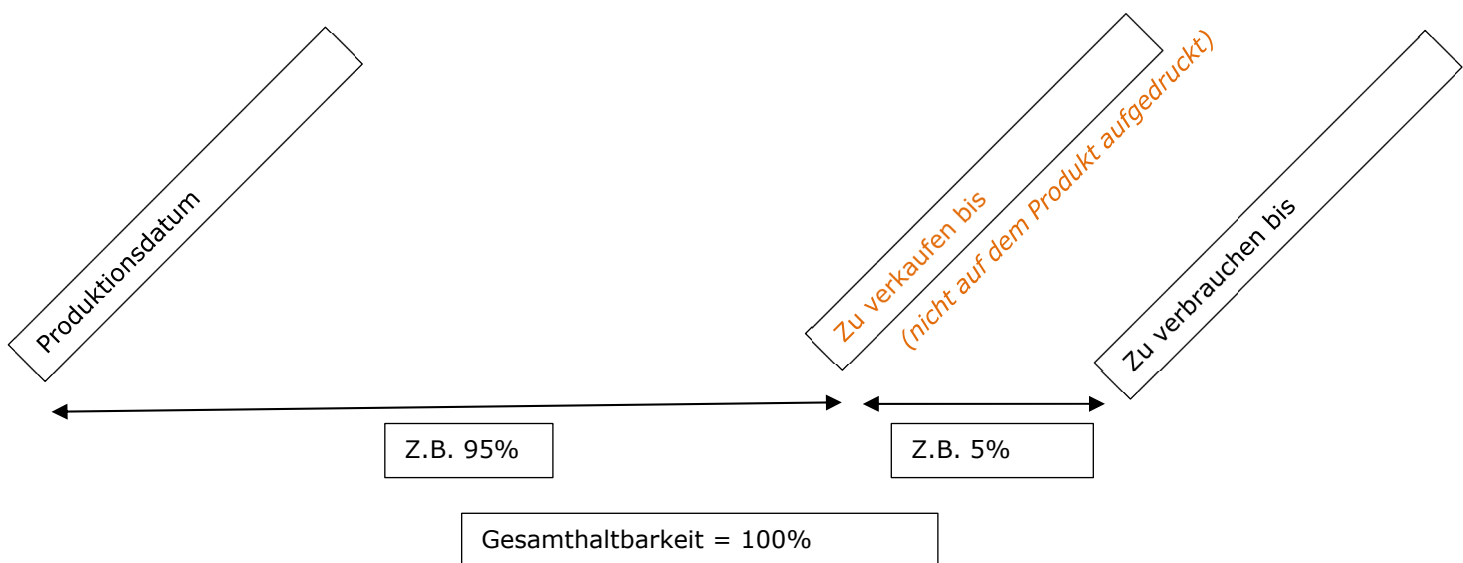 Produktionsdatum
Zu verkaufen bis
(nicht auf dem Produkt aufgedruckt)
Zu verbrauchen bis
Z.B. 95%
Z.B. 5%
Gesamthaltbarkeit = 100%